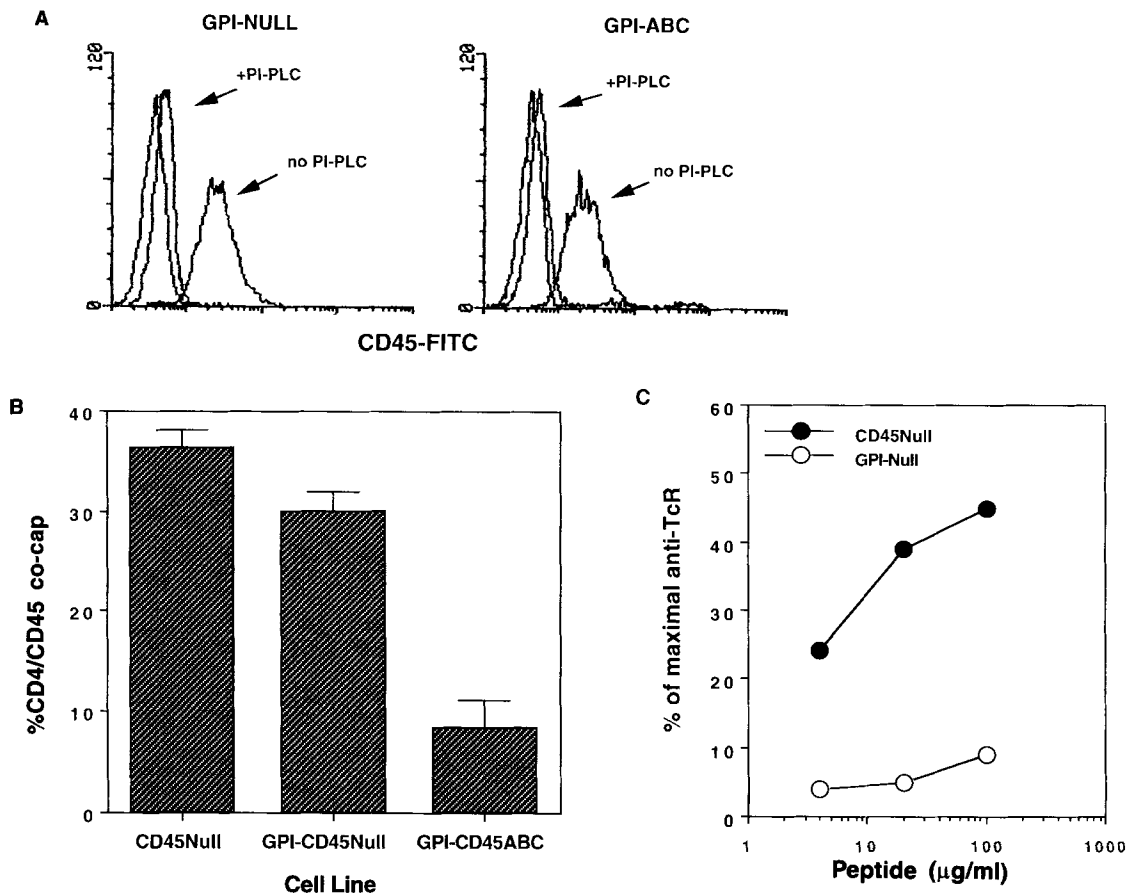 A
GPI-NULL
GPI-ABC
120
+PI-PLC
no PI-PLC
0
120
+PI-PLC
no PI-PLC
0
CD45-FITC
B
%CD4/CD45 co-cap
40
30
20
10
0
CD45Null
GPI-CD45Null
GPI-CD45ABC
Cell Line
C
% of maximal anti-TcR
60
50
40
30
20
10
0
CD45Null
GPI-Null
1
10
100
1000
Peptide (μg/ml)